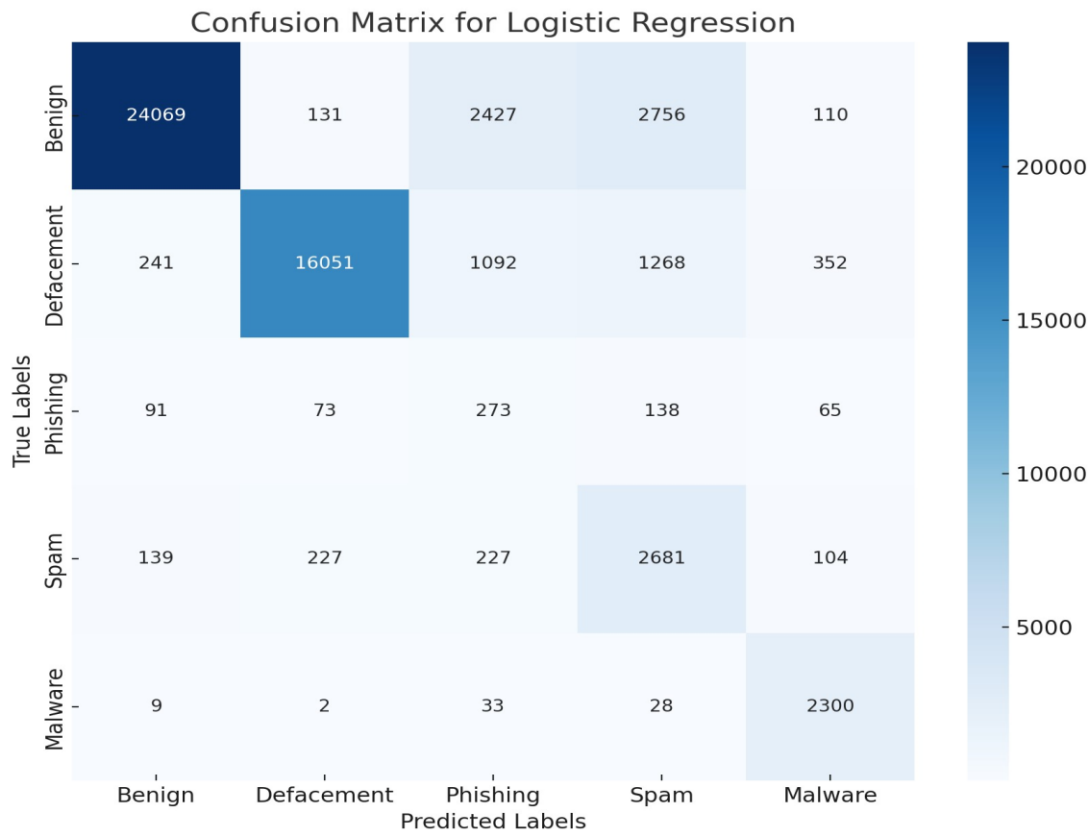 Confusion Matrix for Logistic Regression
True Labels
Benign 24069 131 2427 2756 110
Defacement 241 16051 1092 1268 352
Phishing 91 73 273 138 65
Spam 139 227 227 2681 104
Malware 9 2 33 28 2300
Benign Defacement Phishing Spam Malware
Predicted Labels
20000
15000
10000
5000